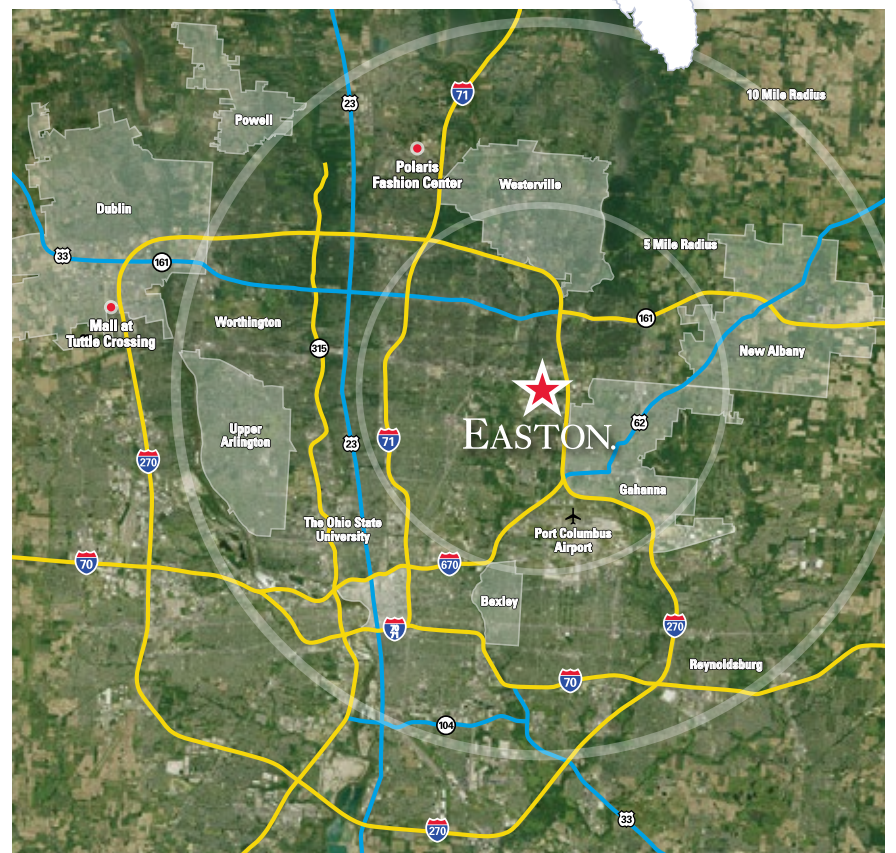 10 Mile Radius
23
71
Powell
Polaris
Fashion Center
Westerville
Dublin
5 Mile Radius
33
161
Mall at
Tuttle Crossing
Worthington
161
315
New Albany
EASTON.
62
Upper
Arlington
71
23
270
Gahanna
The Ohio State
University
Port Columbus
Airport
70
670
Bexley
70
71
270
Reynoldsburg
70
104
33
270